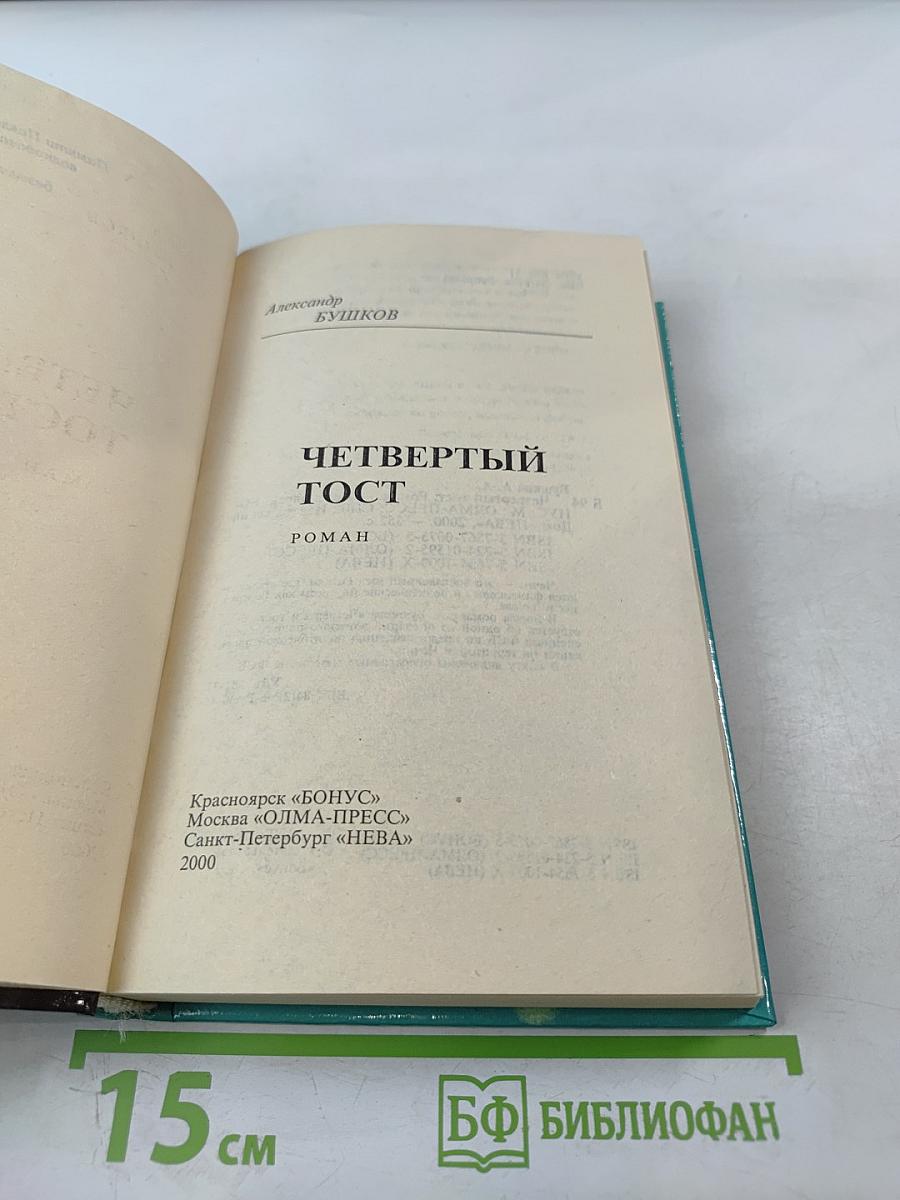 Александр
БУШКОВ
ЧЕТВЕРТЫЙ
ТОСТ
РОМАН
Красноярск «БОНУС»
Москва «ОЛМА-ПРЕСС»
Санкт-Петербург «НЕВА»
2000
15 см
БФ БИБЛИОФАН